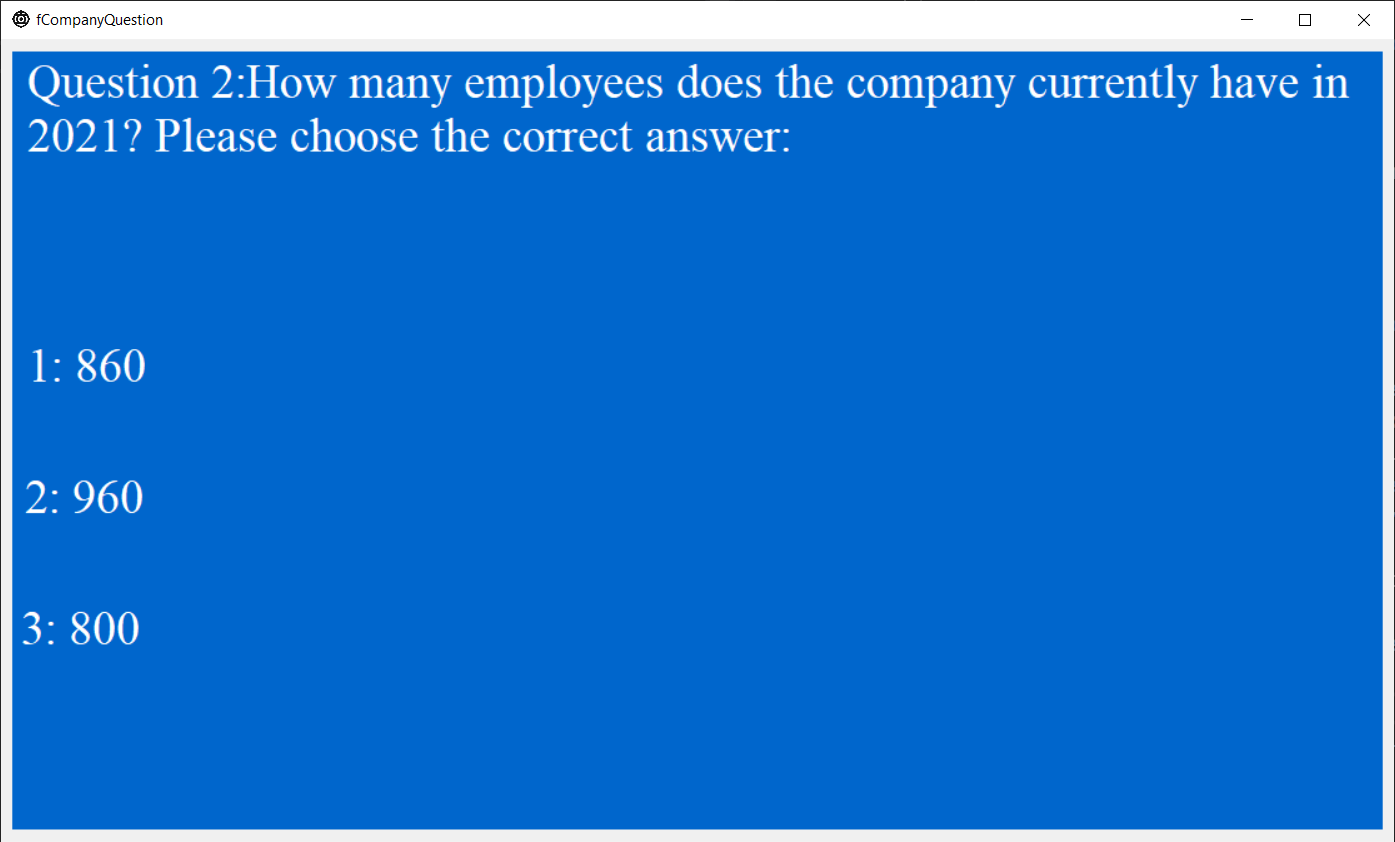 fCompanyQuestion
Question 2:How many employees does the company currently have in
2021? Please choose the correct answer:
1: 860
2: 960
3: 800